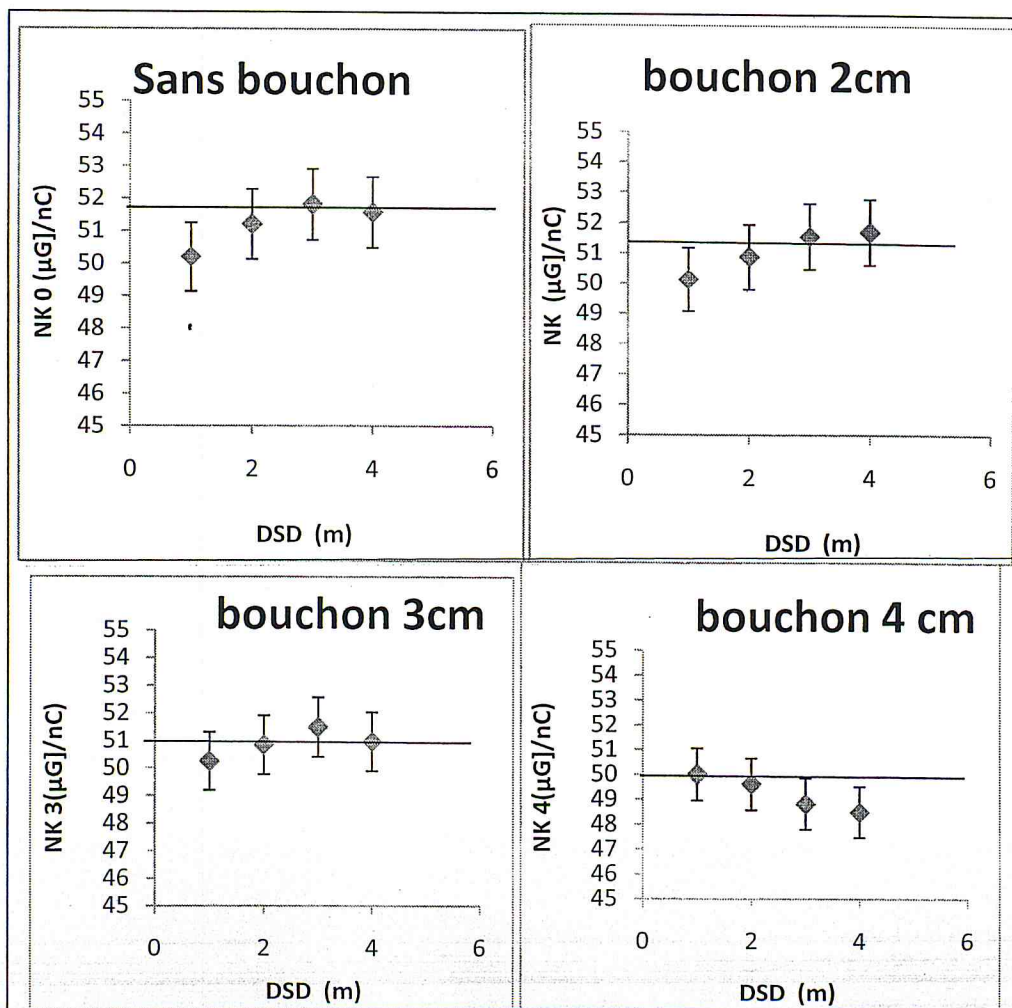 Sans bouchon
NK 0 (µG]/nC)
55
54
53
52
51
50
49
48
47
46
45
0 2 4 6
DSD (m)
bouchon 2cm
NK (µG]/nC)
55
54
53
52
51
50
49
48
47
46
45
0 2 4 6
DSD (m)
bouchon 3cm
NK 3(µG]/nC)
55
54
53
52
51
50
49
48
47
46
45
0 2 4 6
DSD (m)
bouchon 4 cm
NK 4(µG]/nC)
55
54
53
52
51
50
49
48
47
46
45
0 2 4 6
DSD (m)